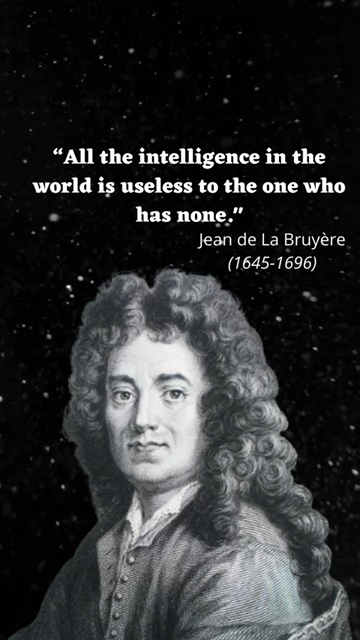 “All the intelligence in the
world is useless to the one who
has none.”
Jean de La Bruyère
(1645-1696)